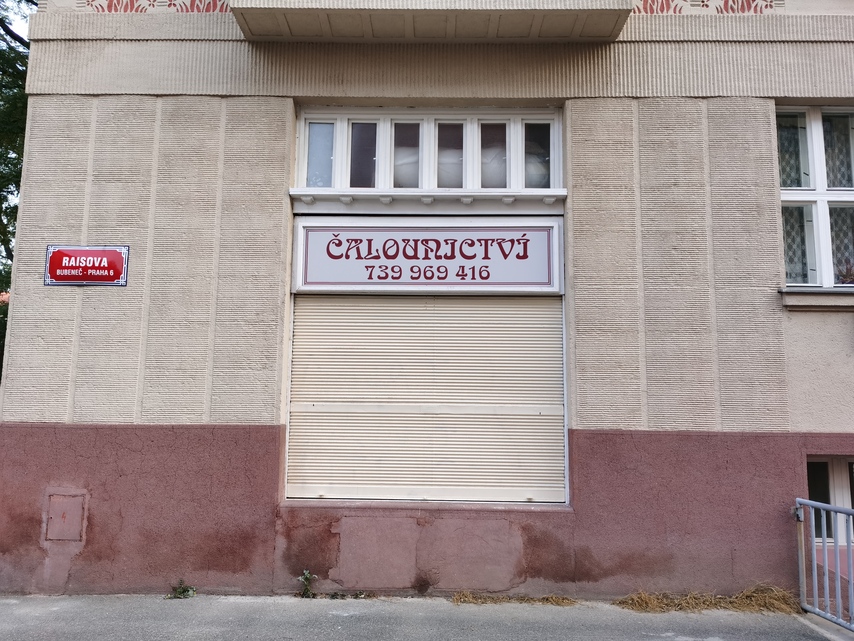 RAISOVA
BUBENEČ - PRAHA 6
ČALOUNICTVÍ
739 969 416